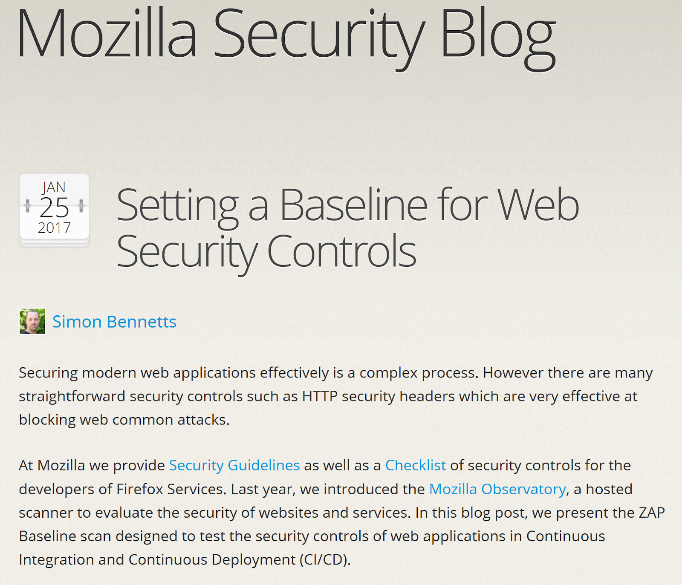 Mozilla Security Blog
JAN
25
2017
Setting a Baseline for Web
Security Controls
Simon Bennetts
Securing modern web applications effectively is a complex process. However there are many
straightforward security controls such as HTTP security headers which are very effective at
blocking web common attacks.
At Mozilla we provide Security Guidelines as well as a Checklist of security controls for the
developers of Firefox Services. Last year, we introduced the Mozilla Observatory, a hosted
scanner to evaluate the security of websites and services. In this blog post, we present the ZAP
Baseline scan designed to test the security controls of web applications in Continuous
Integration and Continuous Deployment (CI/CD).